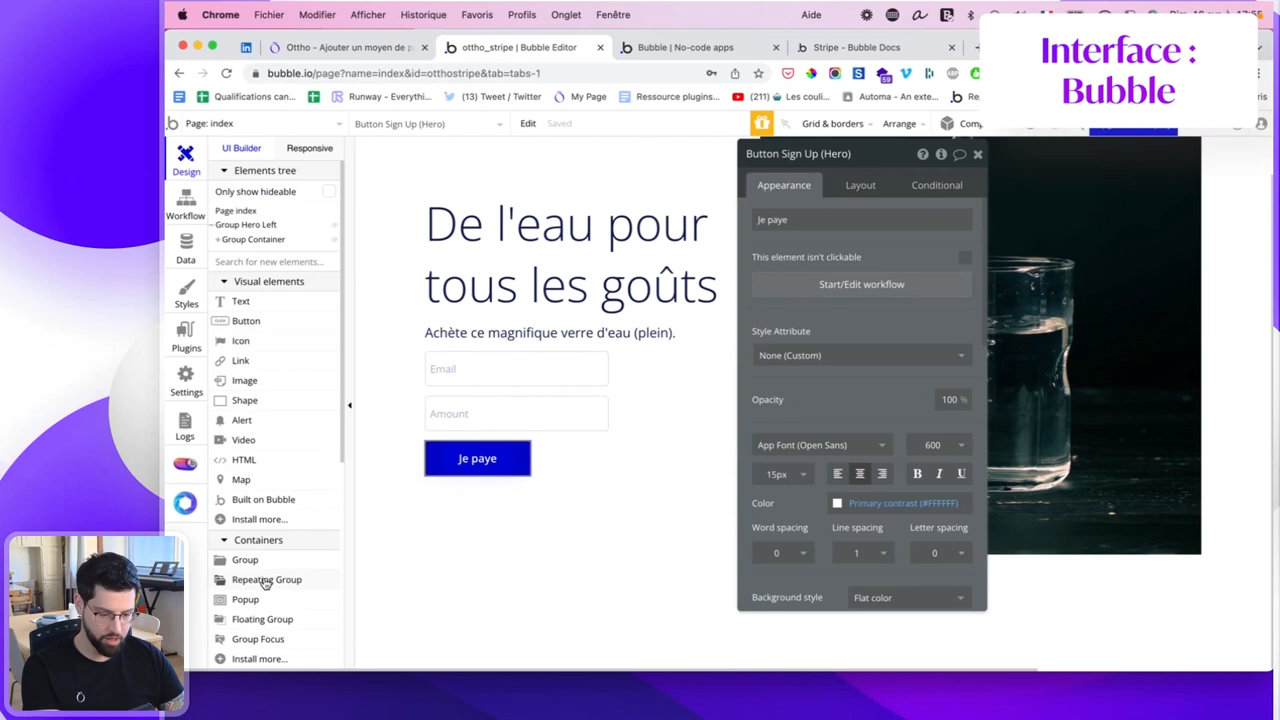 Chrome Fichier Modifier Afficher Historique Favoris Profils Onglet Fenêtre Aide
Interface :
Bubble
Ottho - Ajouter un moyen de p
ottho_stripe | Bubble Editor
Bubble | No-code apps
Stripe - Bubble Docs
bubble.io/page?name=index&id=otthostripe&tab=tabs-1
59
Qualifications can...
Runway - Everythi...
(13) Tweet / Twitter
My Page
Ressource plugins...
(211) Les couli...
Automa - An exte...
Page: index
Button Sign Up (Hero)
Edit
Saved
Grid & borders
Arrange
UI Builder
Responsive
Design
Workflow
Data
Styles
Plugins
Settings
Logs
Elements tree
Only show hideable
Page index
Group Hero Left
Group Container
Search for new elements...
Visual elements
Text
Button
Icon
Link
Image
Shape
Alert
Video
HTML
Map
Built on Bubble
Install more...
Containers
Group
Repeating Group
Popup
Floating Group
Group Focus
Install more...
De l'eau pour
tous les goûts
Achète ce magnifique verre d'eau (plein).
Email
Amount
Je paye
Button Sign Up (Hero)
Appearance
Layout
Conditional
Je paye
This element isn't clickable
Start/Edit workflow
Style Attribute
None (Custom)
Opacity
100 %
App Font (Open Sans)
600
15px
B I U
Color
Primary contrast (#FFFFFF)
Word spacing
Line spacing
Letter spacing
0
1
0
Background style
Flat color